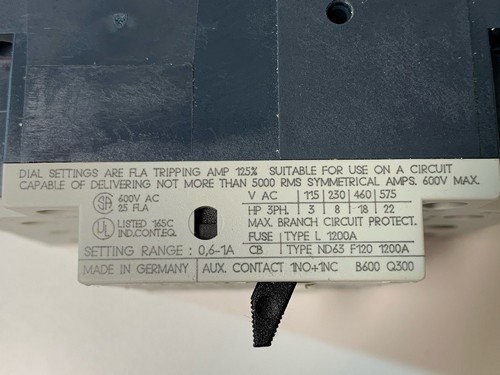 DIAL SETTINGS ARE FLA TRIPPING AMP 125% SUITABLE FOR USE ON A CIRCUIT
CAPABLE OF DELIVERING NOT MORE THAN 5000 RMS SYMMETRICAL AMPS. 600V MAX.
SA 600V AC
25 FLA
UL LISTED 165C
IND.CONT.EQ.
SETTING RANGE : 0,6-1A
V AC 115 230 460 575
HP 3PH. 3 8 18 22
MAX. BRANCH CIRCUIT PROTECT.
FUSE TYPE L 1200A
CB TYPE ND63 F120 1200A
MADE IN GERMANY AUX. CONTACT 1NO+1NC B600 Q300